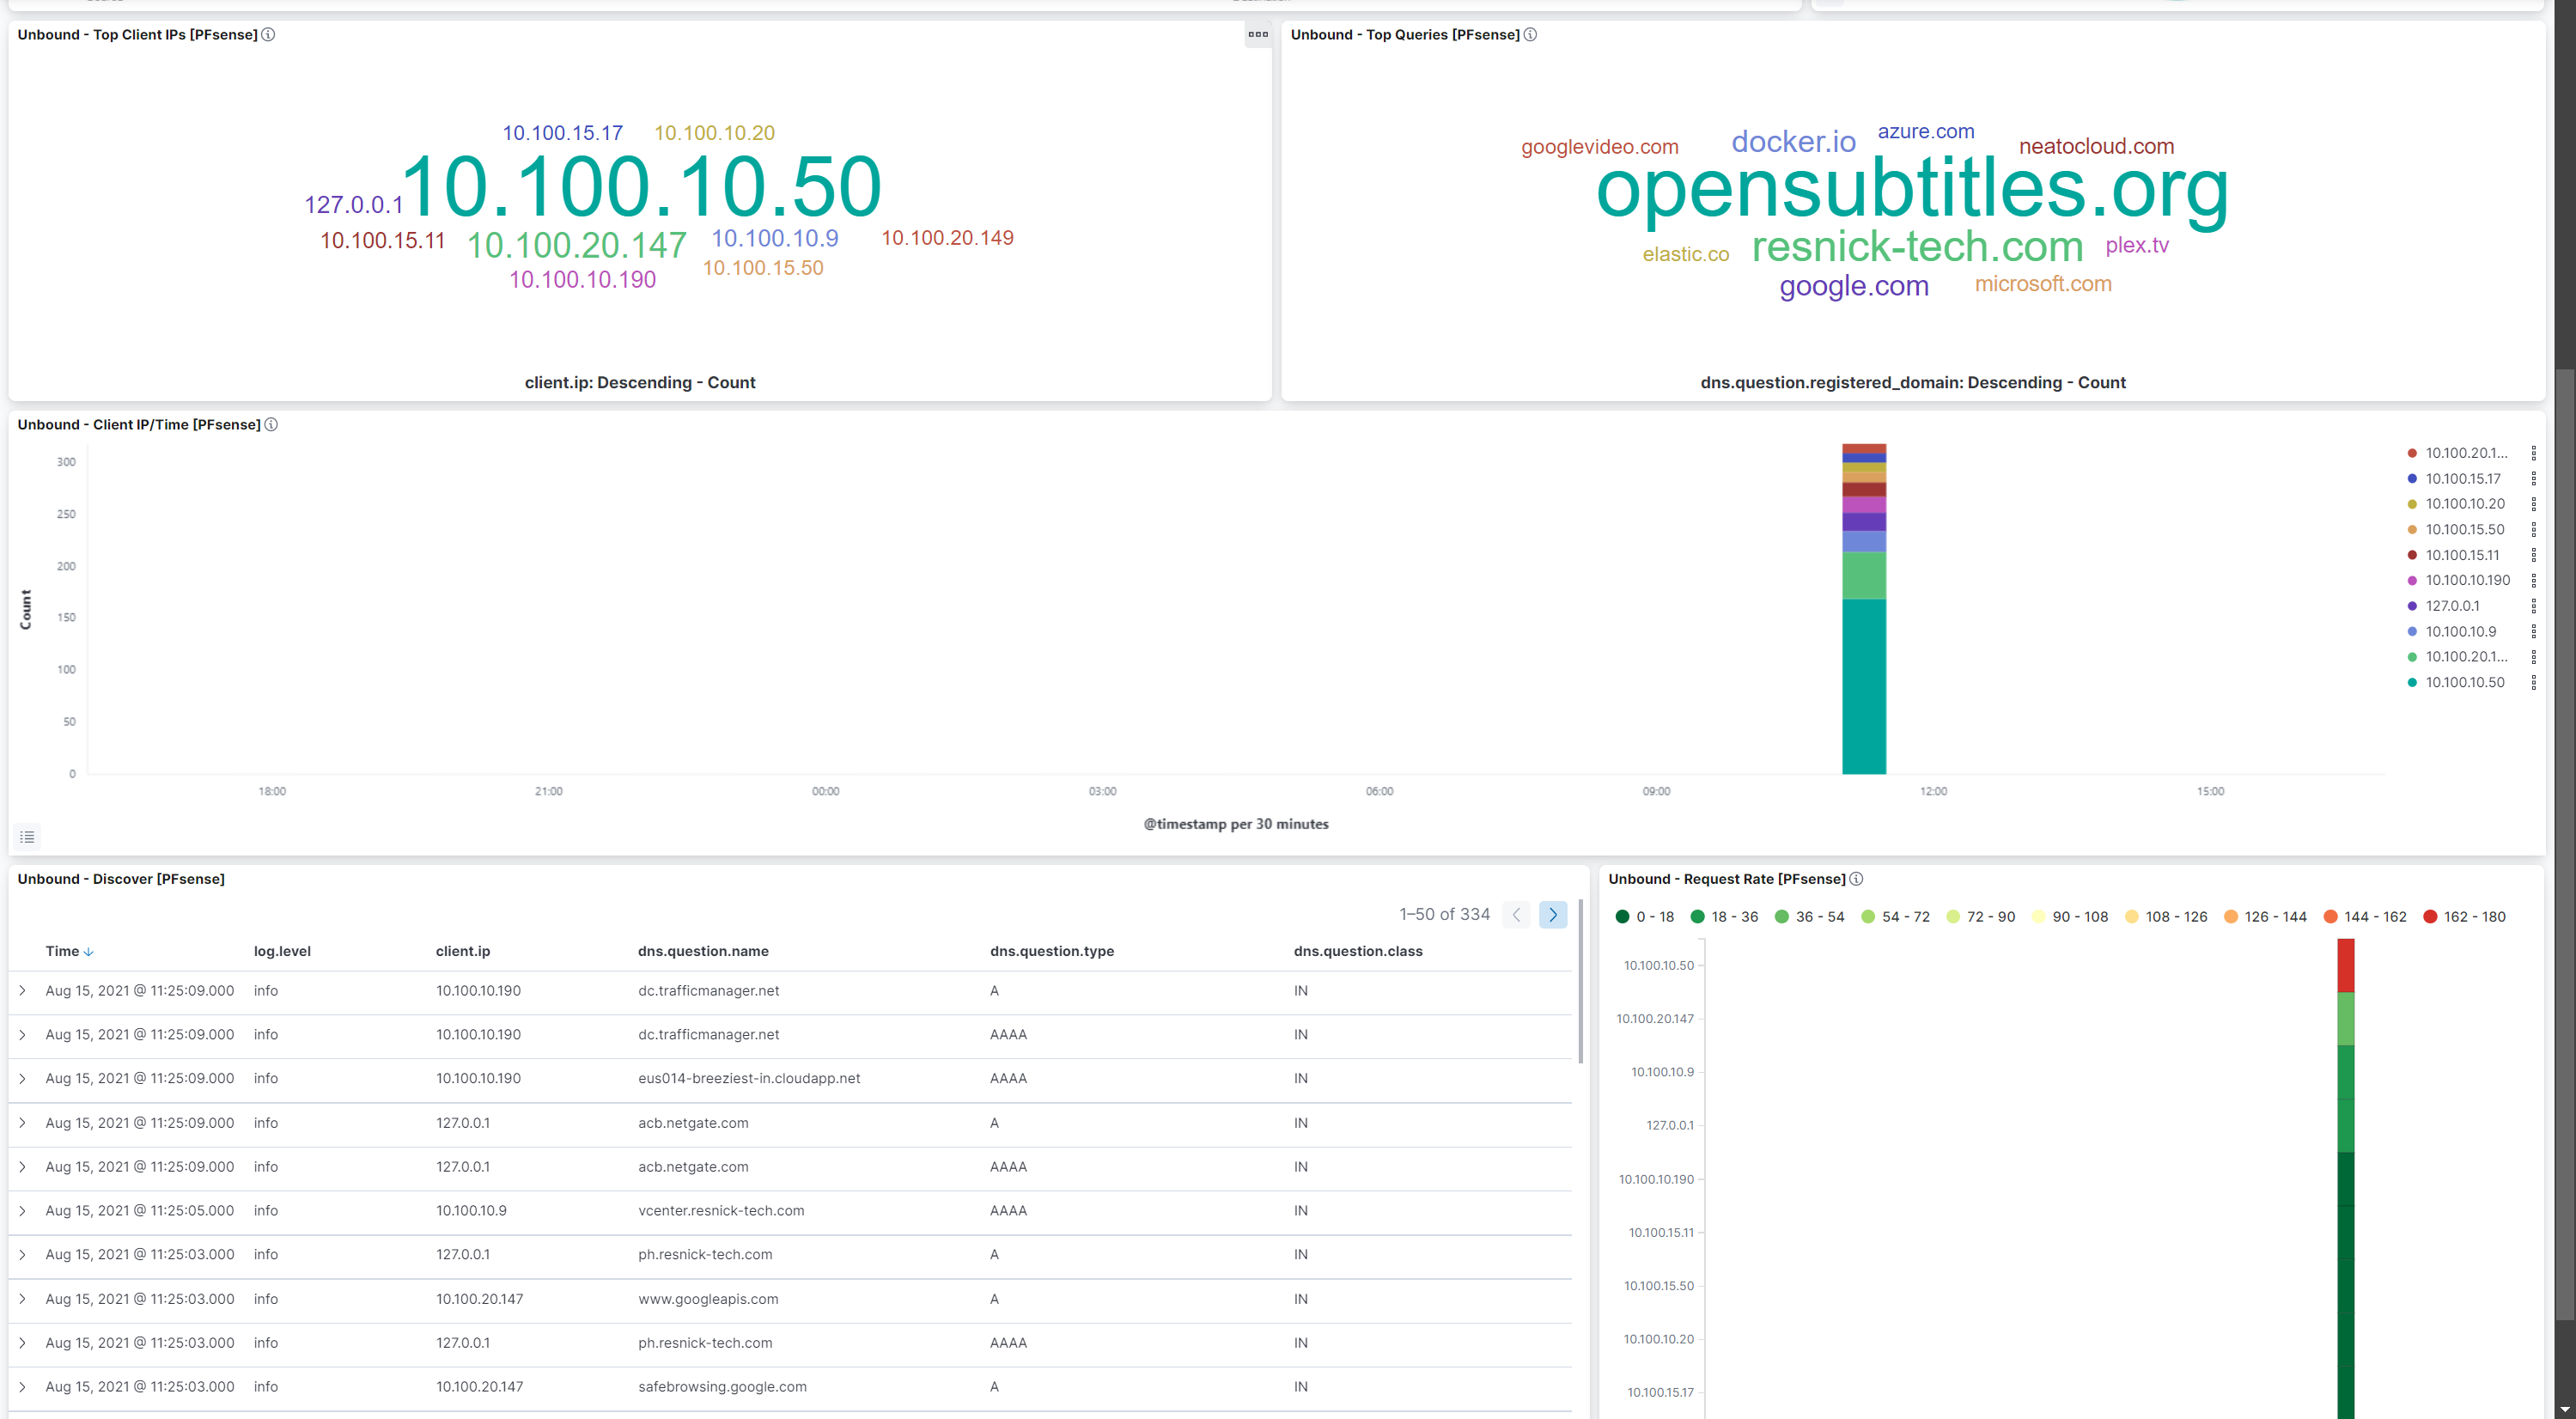 Unbound - Top Client IPs [PFsense]
10.100.15.17 10.100.10.20
10.100.10.50
127.0.0.1
10.100.15.11 10.100.20.147 10.100.10.9 10.100.20.149
10.100.10.190 10.100.15.50
client.ip: Descending - Count
Unbound - Top Queries [PFsense]
googlevideo.com docker.io azure.com neatocloud.com
opensubtitles.org
elastic.co resnick-tech.com plex.tv
google.com microsoft.com
dns.question.registered_domain: Descending - Count
Unbound - Client IP/Time [PFsense]
Count
300
250
200
150
100
50
0
18:00 21:00 00:00 03:00 06:00 09:00 12:00 15:00
@timestamp per 30 minutes
10.100.20.1...
10.100.15.17
10.100.10.20
10.100.15.50
10.100.15.11
10.100.10.190
127.0.0.1
10.100.10.9
10.100.20.1...
10.100.10.50
Unbound - Discover [PFsense]
1–50 of 334
Time log.level client.ip dns.question.name dns.question.type dns.question.class
Aug 15, 2021 @ 11:25:09.000 info 10.100.10.190 dc.trafficmanager.net A IN
Aug 15, 2021 @ 11:25:09.000 info 10.100.10.190 dc.trafficmanager.net AAAA IN
Aug 15, 2021 @ 11:25:09.000 info 10.100.10.190 eus014-breeziest-in.cloudapp.net AAAA IN
Aug 15, 2021 @ 11:25:09.000 info 127.0.0.1 acb.netgate.com A IN
Aug 15, 2021 @ 11:25:09.000 info 127.0.0.1 acb.netgate.com AAAA IN
Aug 15, 2021 @ 11:25:05.000 info 10.100.10.9 vcenter.resnick-tech.com AAAA IN
Aug 15, 2021 @ 11:25:03.000 info 127.0.0.1 ph.resnick-tech.com A IN
Aug 15, 2021 @ 11:25:03.000 info 10.100.20.147 www.googleapis.com A IN
Aug 15, 2021 @ 11:25:03.000 info 127.0.0.1 ph.resnick-tech.com AAAA IN
Aug 15, 2021 @ 11:25:03.000 info 10.100.20.147 safebrowsing.google.com A IN
Unbound - Request Rate [PFsense]
0 - 18 18 - 36 36 - 54 54 - 72 72 - 90 90 - 108 108 - 126 126 - 144 144 - 162 162 - 180
10.100.10.50
10.100.20.147
10.100.10.9
127.0.0.1
10.100.10.190
10.100.15.11
10.100.15.50
10.100.10.20
10.100.15.17